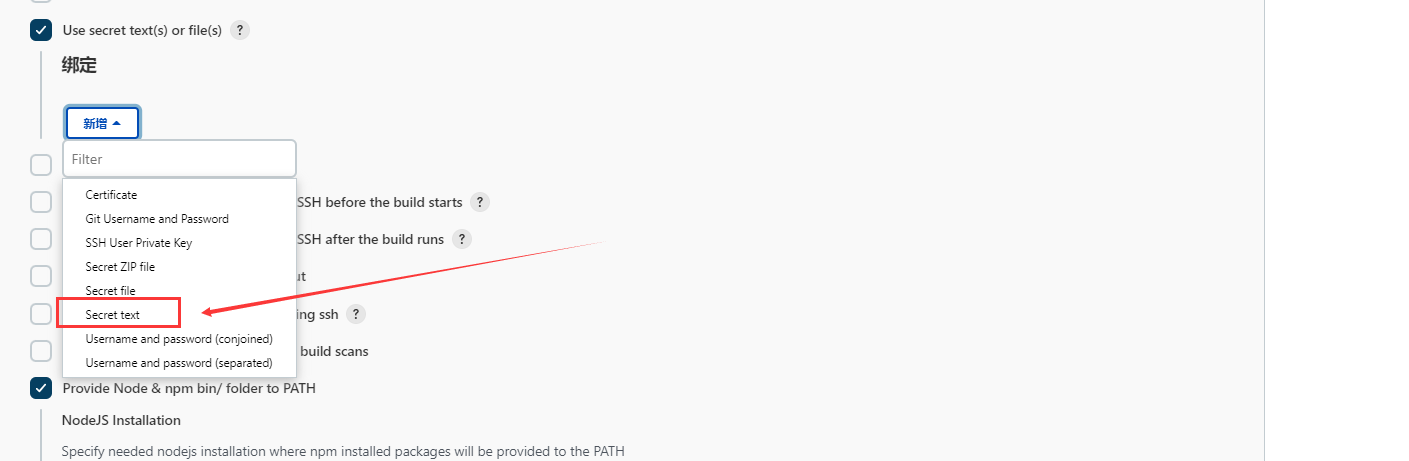 Use secret text(s) or file(s) ?
绑定
新增
Filter
Certificate
SSH before the build starts ?
Git Username and Password
SSH User Private Key
SSH after the build runs ?
Secret ZIP file
ut
Secret file
Secret text
ing ssh ?
Username and password (conjoined)
build scans
Username and password (separated)
Provide Node & npm bin/ folder to PATH
NodeJS Installation
Specify needed nodejs installation where npm installed packages will be provided to the PATH